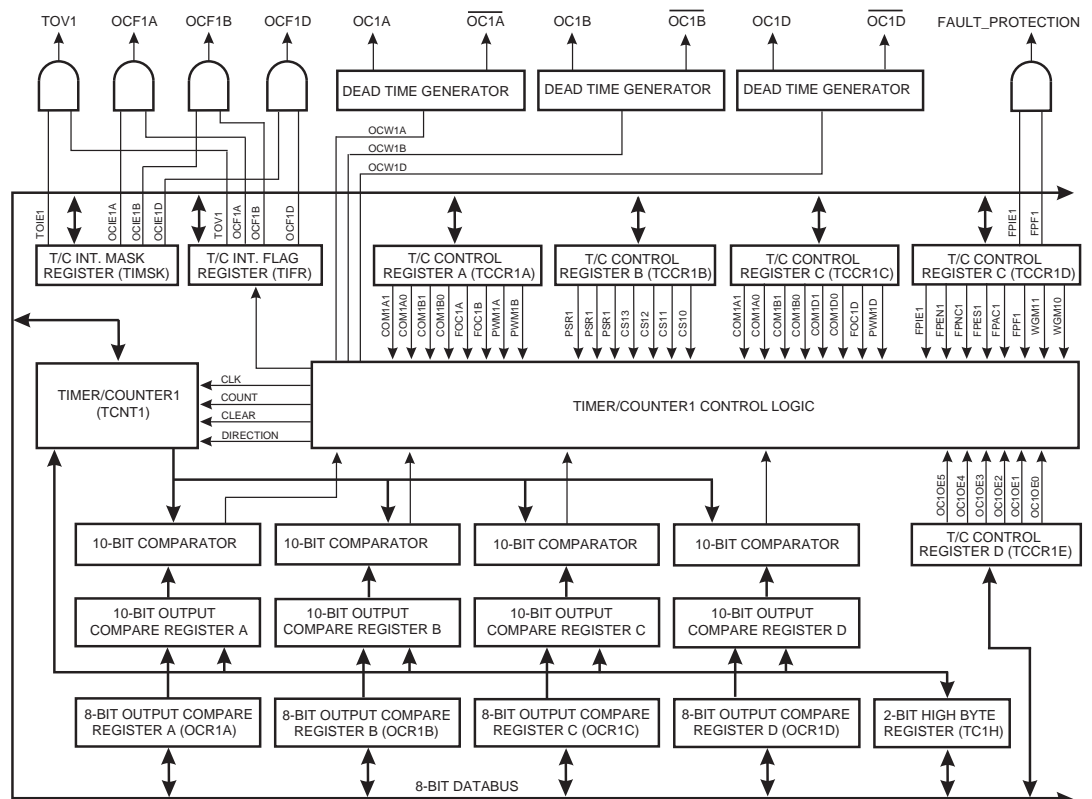 TOV1 OCF1A OCF1B OCF1D OC1A OC1A OC1B OC1B OC1D OC1D FAULT_PROTECTION
DEAD TIME GENERATOR DEAD TIME GENERATOR DEAD TIME GENERATOR
OCW1A
OCW1B
OCW1D
TOIE1 OCIE1A OCIE1B OCIE1D TOV1 OCF1A OCF1B OCF1D FPIE1 FPF1
T/C INT. MASK
REGISTER (TIMSK)
T/C INT. FLAG
REGISTER (TIFR)
T/C CONTROL
REGISTER A (TCCR1A)
T/C CONTROL
REGISTER B (TCCR1B)
T/C CONTROL
REGISTER C (TCCR1C)
T/C CONTROL
REGISTER C (TCCR1D)
COM1A1 COM1A0 COM1B1 COM1B0 FOC1A FOC1B PWM1A PWM1B
PSR1 PSR1 PSR1 CS13 CS12 CS11 CS10
COM1A1 COM1A0 COM1B1 COM1B0 COM1D1 COM1D0 FOC1D PWM1D
FPIE1 FPEN1 FPNC1 FPES1 FPAC1 FPF1 WGM11 WGM10
TIMER/COUNTER1
(TCNT1)
CLK
COUNT
CLEAR
DIRECTION
TIMER/COUNTER1 CONTROL LOGIC
OC1OE5 OC1OE4 OC1OE3 OC1OE2 OC1OE1 OC1OE0
10-BIT COMPARATOR 10-BIT COMPARATOR 10-BIT COMPARATOR 10-BIT COMPARATOR
T/C CONTROL
REGISTER D (TCCR1E)
10-BIT OUTPUT
COMPARE REGISTER A
10-BIT OUTPUT
COMPARE REGISTER B
10-BIT OUTPUT
COMPARE REGISTER C
10-BIT OUTPUT
COMPARE REGISTER D
8-BIT OUTPUT COMPARE
REGISTER A (OCR1A)
8-BIT OUTPUT COMPARE
REGISTER B (OCR1B)
8-BIT OUTPUT COMPARE
REGISTER C (OCR1C)
8-BIT OUTPUT COMPARE
REGISTER D (OCR1D)
2-BIT HIGH BYTE
REGISTER (TC1H)
8-BIT DATABUS